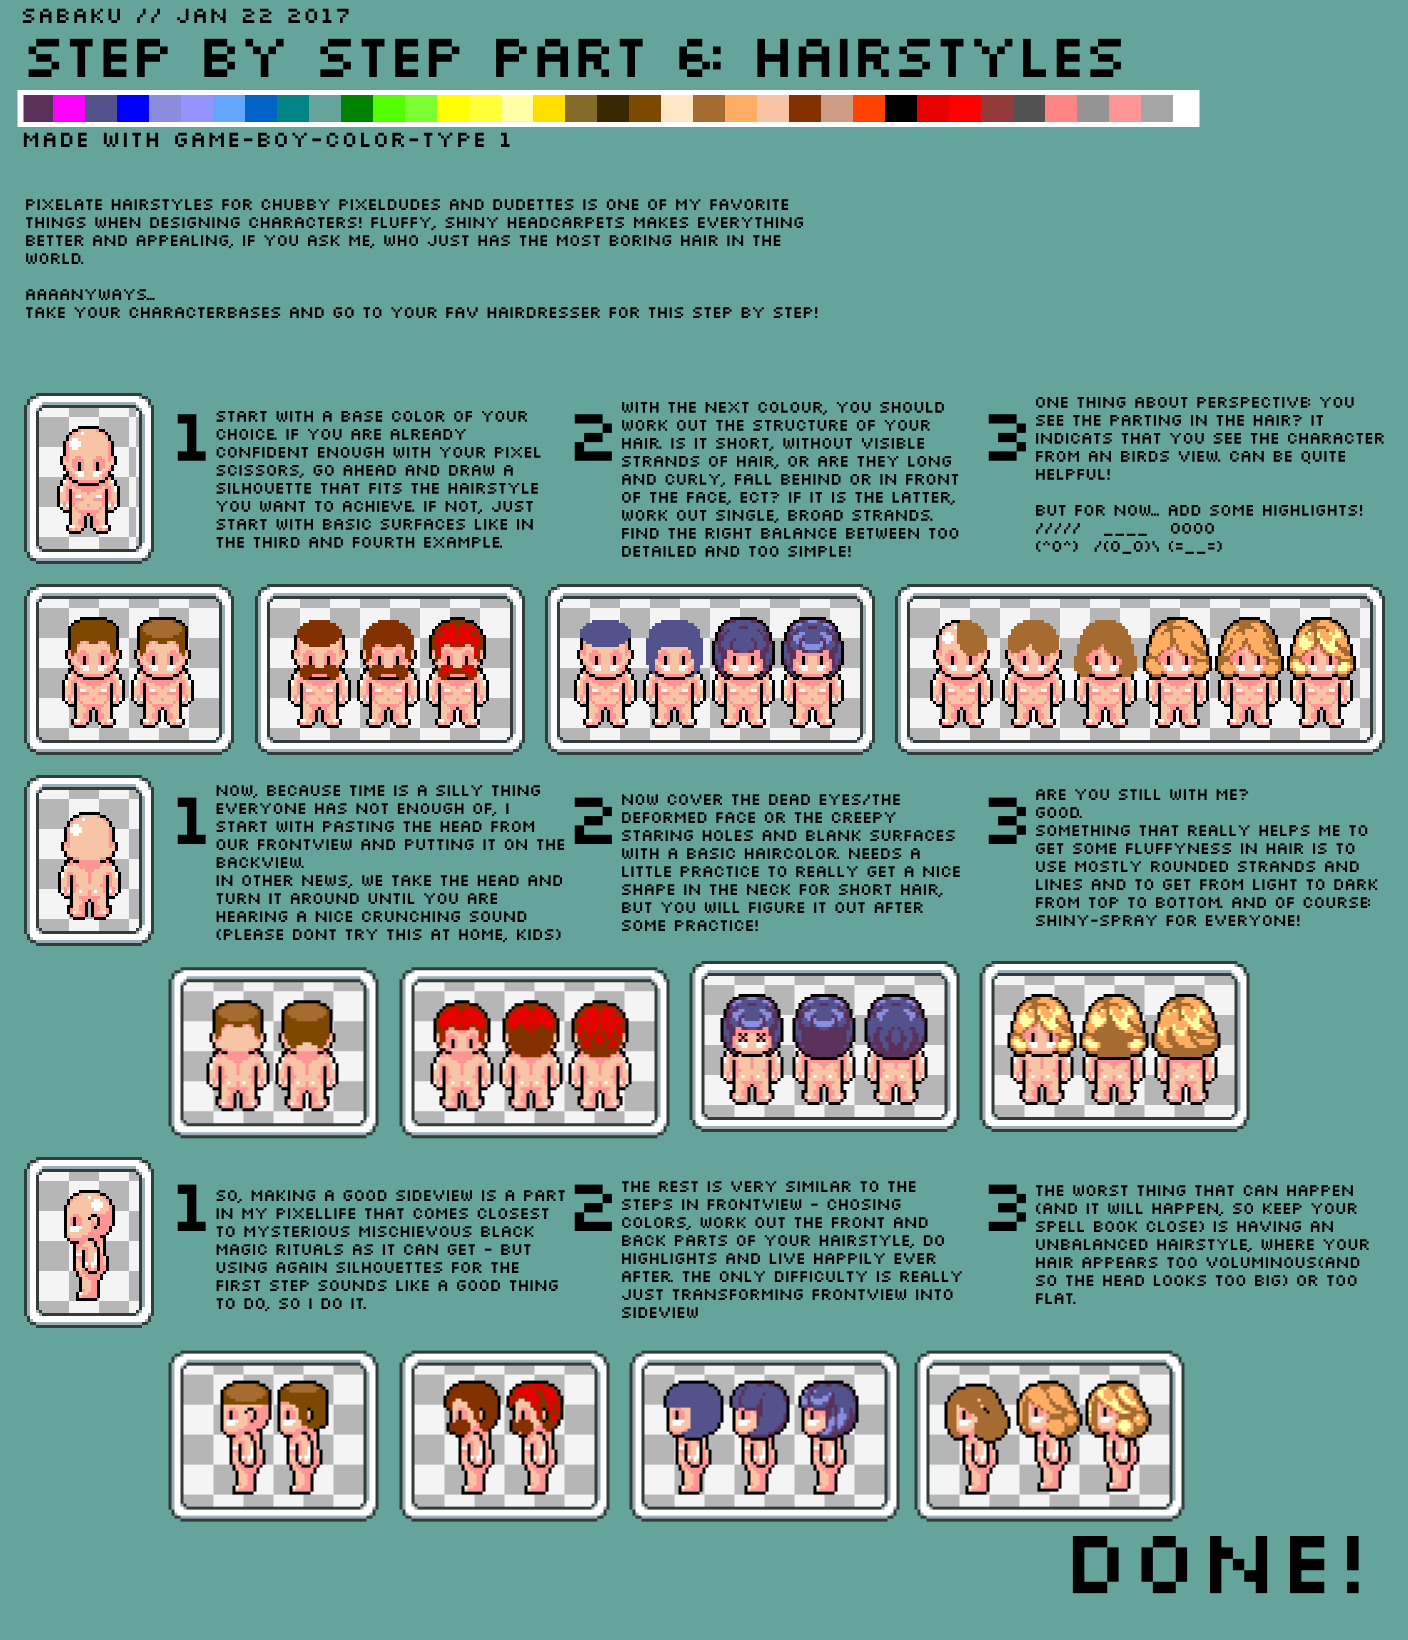 SABAKU // JAN 22 2017
STEP BY STEP PART 6: HAIRSTYLES
MADE WITH GAME-BOY-COLOR-TYPE 1
PIXELATE HAIRSTYLES FOR CHUBBY PIXELDUDES AND DUDETTES IS ONE OF MY FAVORITE
THINGS WHEN DESIGNING CHARACTERS! FLUFFY, SHINY HEADCARPETS MAKES EVERYTHING
BETTER AND APPEALING, IF YOU ASK ME, WHO JUST HAS THE MOST BORING HAIR IN THE
WORLD.
AAAANYWAYS...
TAKE YOUR CHARACTERBASES AND GO TO YOUR FAV HAIRDRESSER FOR THIS STEP BY STEP!
1
START WITH A BASE COLOR OF YOUR
CHOICE. IF YOU ARE ALREADY
CONFIDENT ENOUGH WITH YOUR PIXEL
SCISSORS, GO AHEAD AND DRAW A
SILHOUETTE THAT FITS THE HAIRSTYLE
YOU WANT TO ACHIEVE. IF NOT, JUST
START WITH BASIC SURFACES LIKE IN
THE THIRD AND FOURTH EXAMPLE.
2
WITH THE NEXT COLOUR, YOU SHOULD
WORK OUT THE STRUCTURE OF YOUR
HAIR. IS IT SHORT, WITHOUT VISIBLE
STRANDS OF HAIR, OR ARE THEY LONG
AND CURLY, FALL BEHIND OR IN FRONT
OF THE FACE, ECT? IF IT IS THE LATTER,
WORK OUT SINGLE, BROAD STRANDS.
FIND THE RIGHT BALANCE BETWEEN TOO
DETAILED AND TOO SIMPLE!
3
ONE THING ABOUT PERSPECTIVE: YOU
SEE THE PARTING IN THE HAIR? IT
INDICATS THAT YOU SEE THE CHARACTER
FROM AN BIRDS VIEW. CAN BE QUITE
HELPFUL!
BUT FOR NOW... ADD SOME HIGHLIGHTS!
///// ____ OOOO
(^O^) /(O_O)\ (=__=)
1
NOW, BECAUSE TIME IS A SILLY THING
EVERYONE HAS NOT ENOUGH OF, I
START WITH PASTING THE HEAD FROM
OUR FRONTVIEW AND PUTTING IT ON THE
BACKVIEW.
IN OTHER NEWS, WE TAKE THE HEAD AND
TURN IT AROUND UNTIL YOU ARE
HEARING A NICE CRUNCHING SOUND
(PLEASE DONT TRY THIS AT HOME, KIDS)
2
NOW COVER THE DEAD EYES/THE
DEFORMED FACE OR THE CREEPY
STARING HOLES AND BLANK SURFACES
WITH A BASIC HAIRCOLOR. NEEDS A
LITTLE PRACTICE TO REALLY GET A NICE
SHAPE IN THE NECK FOR SHORT HAIR,
BUT YOU WILL FIGURE IT OUT AFTER
SOME PRACTICE!
3
ARE YOU STILL WITH ME?
GOOD.
SOMETHING THAT REALLY HELPS ME TO
GET SOME FLUFFYNESS IN HAIR IS TO
USE MOSTLY ROUNDED STRANDS AND
LINES AND TO GET FROM LIGHT TO DARK
FROM TOP TO BOTTOM. AND OF COURSE:
SHINY-SPRAY FOR EVERYONE!
1
SO, MAKING A GOOD SIDEVIEW IS A PART
IN MY PIXELLIFE THAT COMES CLOSEST
TO MYSTERIOUS MISCHIEVOUS BLACK
MAGIC RITUALS AS IT CAN GET - BUT
USING AGAIN SILHOUETTES FOR THE
FIRST STEP SOUNDS LIKE A GOOD THING
TO DO, SO I DO IT.
2
THE REST IS VERY SIMILAR TO THE
STEPS IN FRONTVIEW - CHOSING
COLORS, WORK OUT THE FRONT AND
BACK PARTS OF YOUR HAIRSTYLE, DO
HIGHLIGHTS AND LIVE HAPPILY EVER
AFTER. THE ONLY DIFFICULTY IS REALLY
JUST TRANSFORMING FRONTVIEW INTO
SIDEVIEW
3
THE WORST THING THAT CAN HAPPEN
(AND IT WILL HAPPEN, SO KEEP YOUR
SPELL BOOK CLOSE) IS HAVING AN
UNBALANCED HAIRSTYLE, WHERE YOUR
HAIR APPEARS TOO VOLUMINOUS(AND
SO THE HEAD LOOKS TOO BIG) OR TOO
FLAT.
DONE!